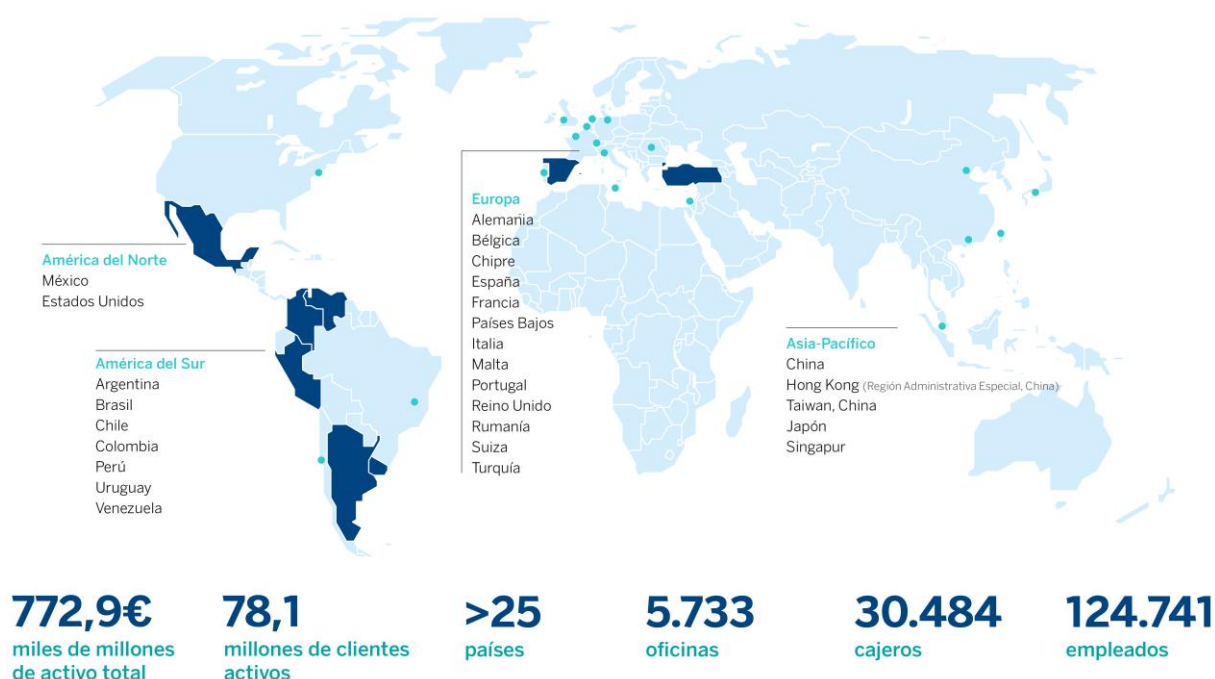 América del Norte
México
Estados Unidos
América del Sur
Argentina
Brasil
Chile
Colombia
Perú
Uruguay
Venezuela
Europa
Alemania
Bélgica
Chipre
España
Francia
Países Bajos
Italia
Malta
Portugal
Reino Unido
Rumanía
Suiza
Turquía
Asia-Pacífico
China
Hong Kong (Región Administrativa Especial, China)
Taiwan, China
Japón
Singapur
772,9€
miles de millones
de activo total
78,1
millones de clientes
activos
>25
países
5.733
oficinas
30.484
cajeros
124.741
empleados